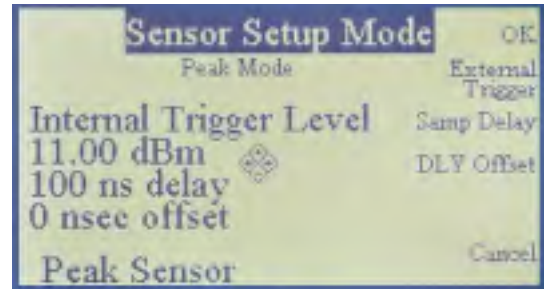 Sensor Setup Mode
OK
Peak Mode
External
Trigger
Internal Trigger Level
Samp Delay
11.00 dBm
DLY Offset
100 ns delay
0 nsec offset
Cancel
Peak Sensor